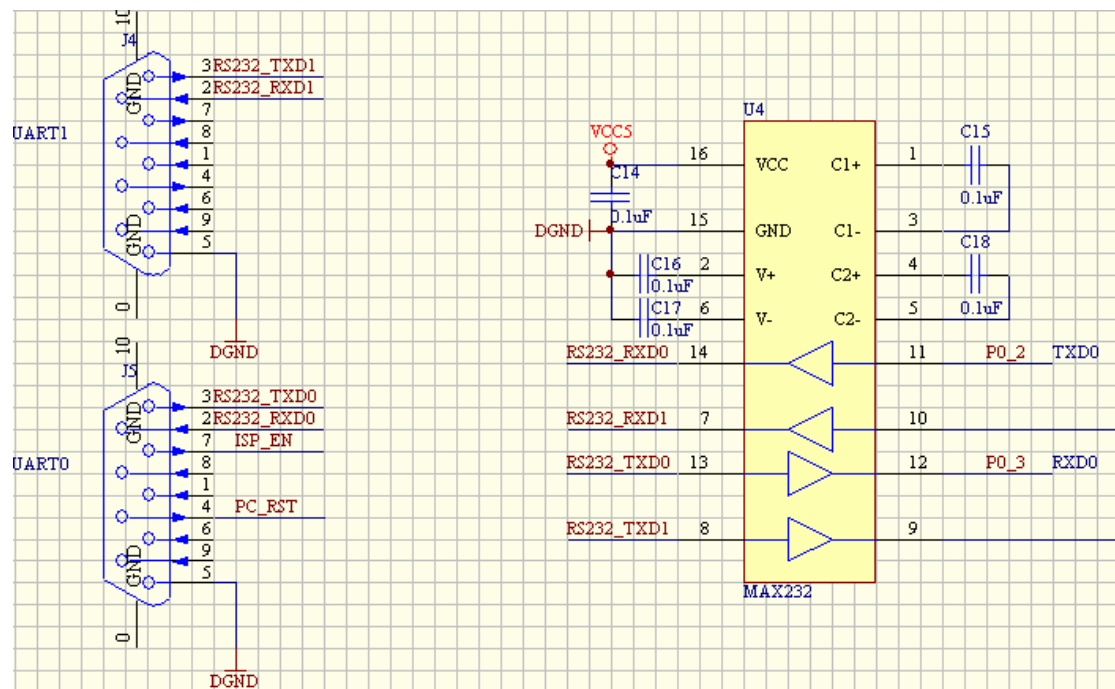 10
J4
3 RS232_TXD1
2 RS232_RXD1
7
8
1
4
6
9
5
GND
GND
UART1
0
DGND
10
J5
3 RS232_TXD0
2 RS232_RXD0
7 ISP_EN
8
1
4 PC_RST
6
9
5
GND
GND
UART0
0
DGND
U4
VCC5
C14
0.1uF
DGND
C16
0.1uF
C17
0.1uF
16 VCC C1+ 1
15 GND C1- 3
2 V+ C2+ 4
6 V- C2- 5
C15
0.1uF
C18
0.1uF
RS232_RXD0 14 11 P0_2 TXD0
RS232_RXD1 7 10
RS232_TXD0 13 12 P0_3 RXD0
RS232_TXD1 8 9
MAX232